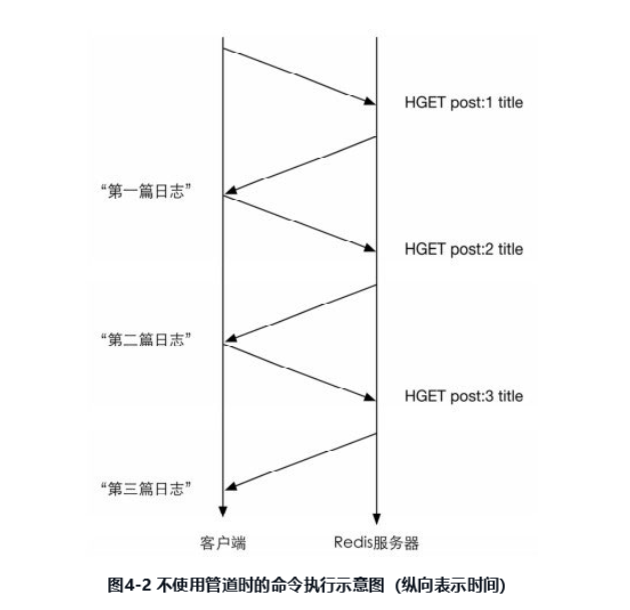 HGET post:1 title
“第一篇日志”
HGET post:2 title
“第二篇日志”
HGET post:3 title
“第三篇日志”
客户端
Redis服务器
图4-2 不使用管道时的命令执行示意图（纵向表示时间）